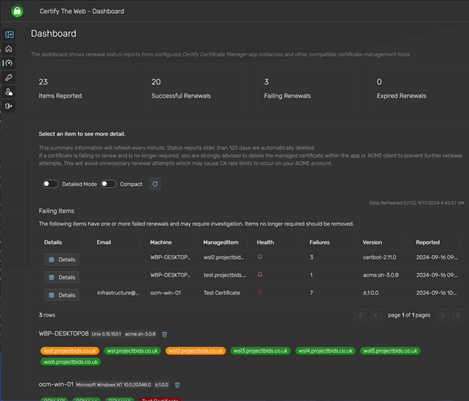 Certify The Web - Dashboard
Dashboard
The dashboard shows renewal status reports from configured Certify Certificate Manager app instances and other compatible certificate management tools.
23
20
3
0
Items Reported
Successful Renewals
Failing Renewals
Expired Renewals
Select an item to see more detail.
This summary information will refresh every minute. Status reports older than 120 days are automatically deleted.
If a certificate is failing to renew and is no longer required, you are strongly advised to delete the managed certificate within the app or ACME client to prevent further renewal
attempts. This will avoid unnecessary renewal attempts which may cause CA rate limits to occur on your ACME account.
Detailed Mode
Compact
Data Refreshed (UTC): 9/17/2024 4:42:57 AM
Failing Items
The following items have one or more failed renewals and may require investigation. Items no longer required should be removed.
Details Email Machine ManagedItem Health Failures Version Reported
Details WBP-DESKTOP... wsl2.projectbid... 3 certbot-2.11.0 2024-09-16 09:...
Details WBP-DESKTOP... test.projectbids... 1 acme.sh-3.0.8 2024-09-16 09:...
Details infrastructure@... ocm-win-01 Test Certificate 7 6.1.0.0 2024-09-16 04:...
3 rows
page 1 of 1 pages
WBP-DESKTOP08 Unix 5.15.153.1 acme.sh-3.0.8
test.projectbids.co.uk wsl.projectbids.co.uk wsl2.projectbids.co.uk wsl3.projectbids.co.uk wsl4.projectbids.co.uk wsl5.projectbids.co.uk
wsl6.projectbids.co.uk
ocm-win-01 Microsoft Windows NT 10.0.20348.0 6.1.0.0